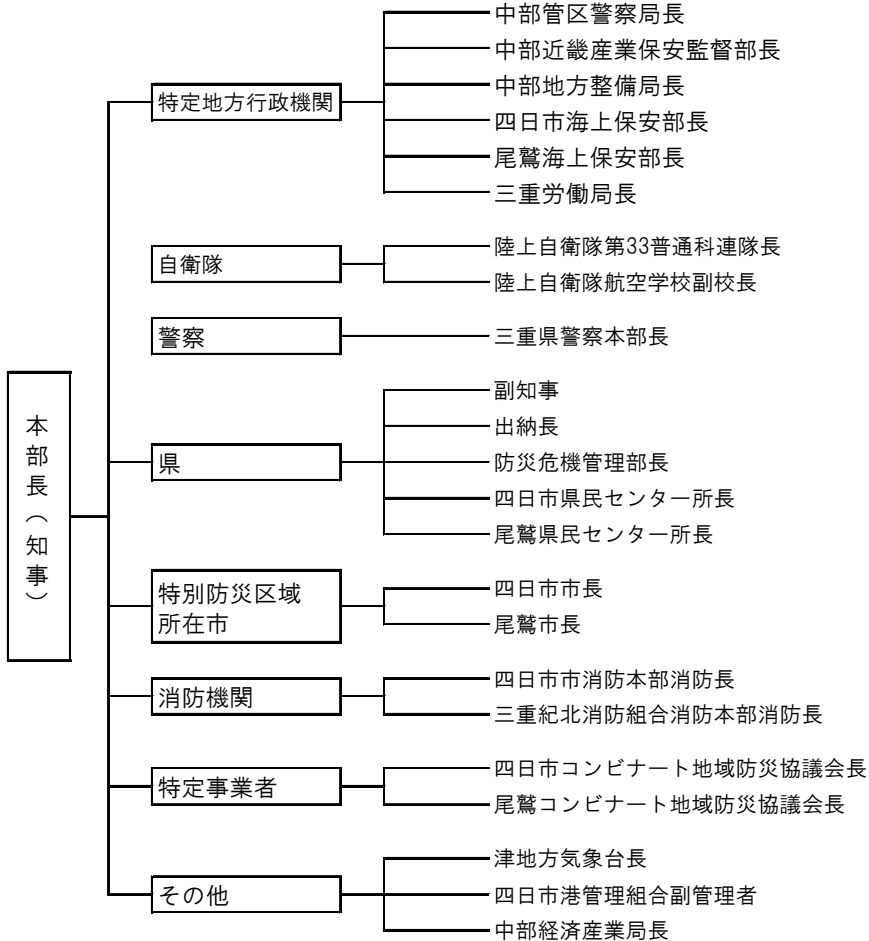 本部長（知事）
特定地方行政機関
中部管区警察局長
中部近畿産業保安監督部長
中部地方整備局長
四日市海上保安部長
尾鷲海上保安部長
三重労働局長
自衛隊
陸上自衛隊第33普通科連隊長
陸上自衛隊航空学校副校長
警察
三重県警察本部長
県
副知事
出納長
防災危機管理部長
四日市県民センター所長
尾鷲県民センター所長
特別防災区域
所在市
四日市市長
尾鷲市長
消防機関
四日市市消防本部消防長
三重紀北消防組合消防本部消防長
特定事業者
四日市コンビナート地域防災協議会長
尾鷲コンビナート地域防災協議会長
その他
津地方気象台長
四日市港管理組合副管理者
中部経済産業局長